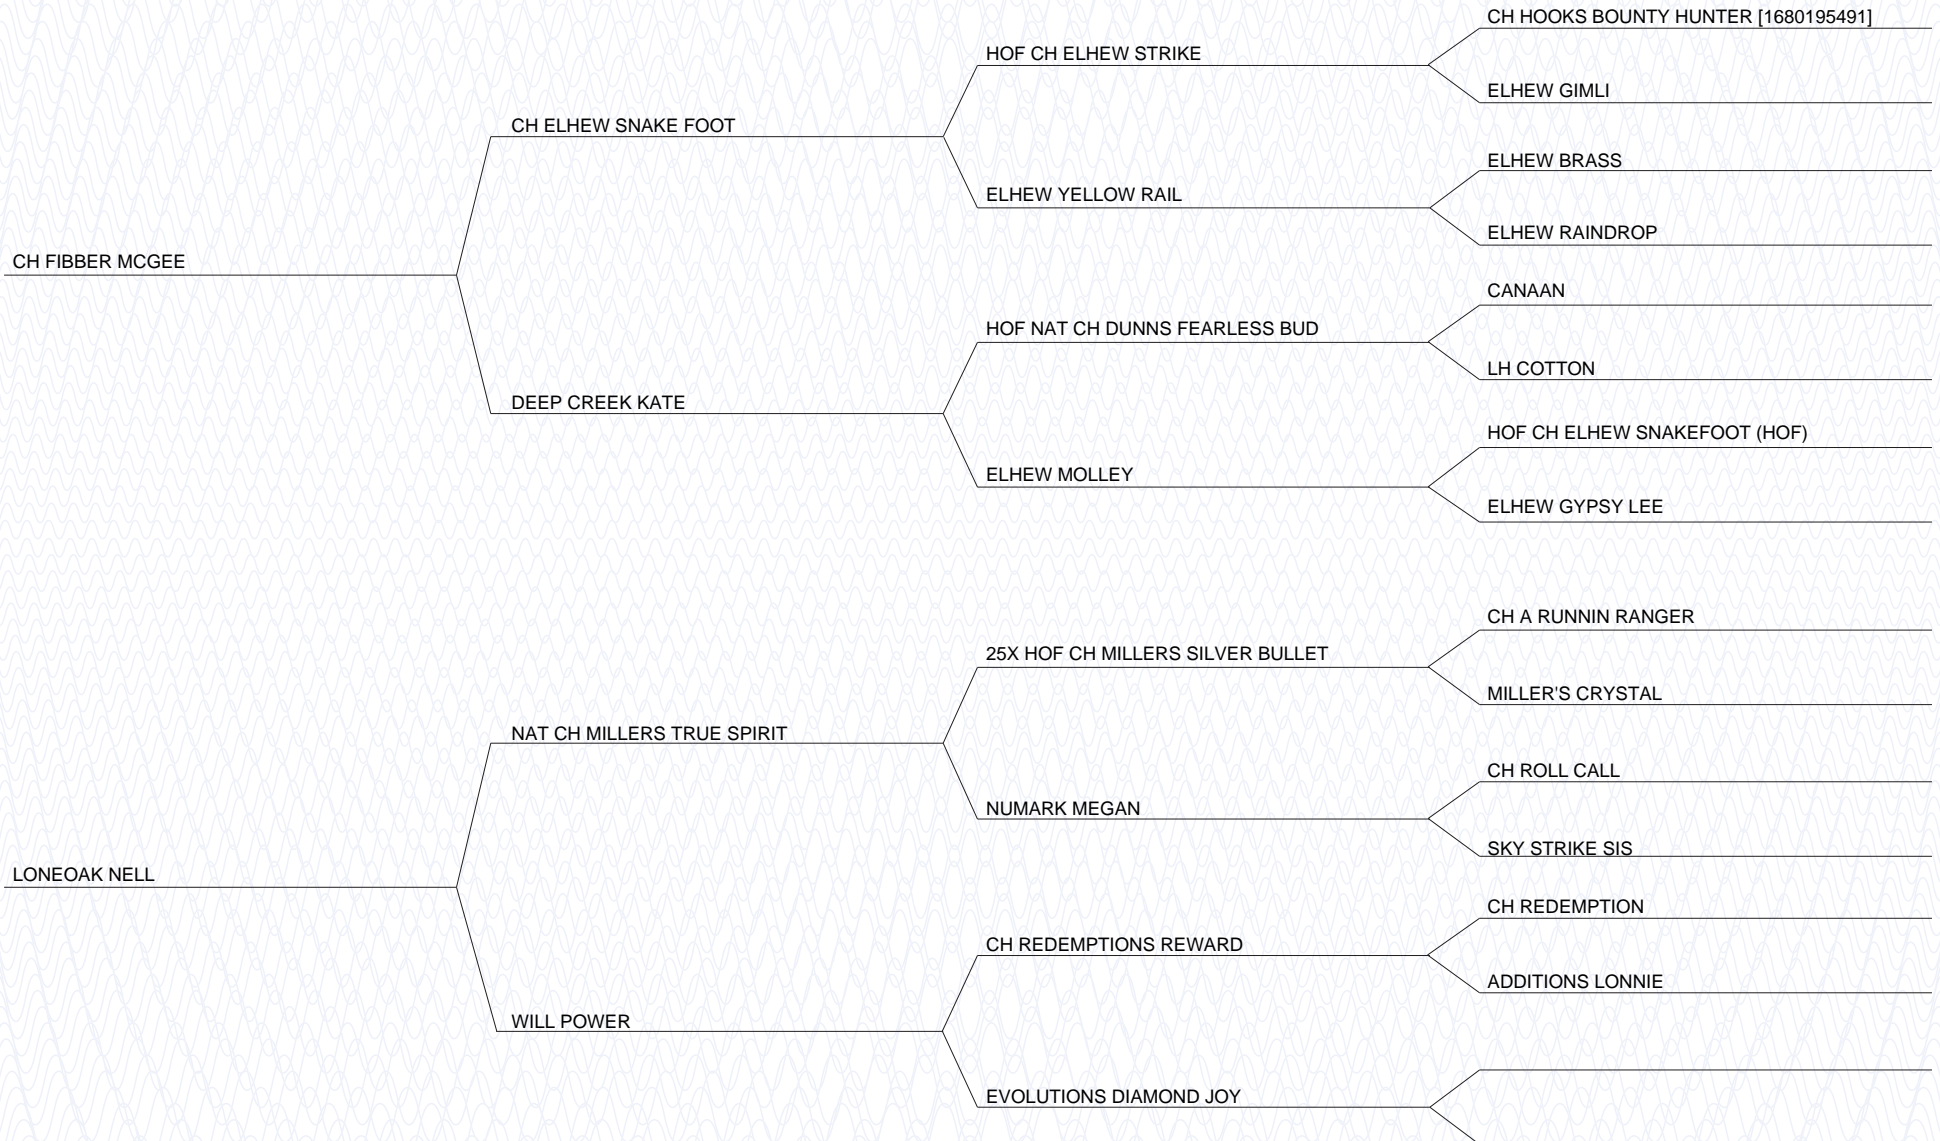 CH HOOKS BOUNTY HUNTER [1680195491]
HOF CH ELHEW STRIKE
ELHEW GIMLI
CH ELHEW SNAKE FOOT
ELHEW BRASS
ELHEW YELLOW RAIL
ELHEW RAINDROP
CH FIBBER MCGEE
CANAAN
HOF NAT CH DUNNS FEARLESS BUD
LH COTTON
DEEP CREEK KATE
HOF CH ELHEW SNAKEFOOT (HOF)
ELHEW MOLLEY
ELHEW GYPSY LEE
CH A RUNNIN RANGER
25X HOF CH MILLERS SILVER BULLET
MILLER'S CRYSTAL
NAT CH MILLERS TRUE SPIRIT
CH ROLL CALL
NUMARK MEGAN
SKY STRIKE SIS
LONEOAK NELL
CH REDEMPTION
CH REDEMPTIONS REWARD
ADDITIONS LONNIE
WILL POWER
EVOLUTIONS DIAMOND JOY